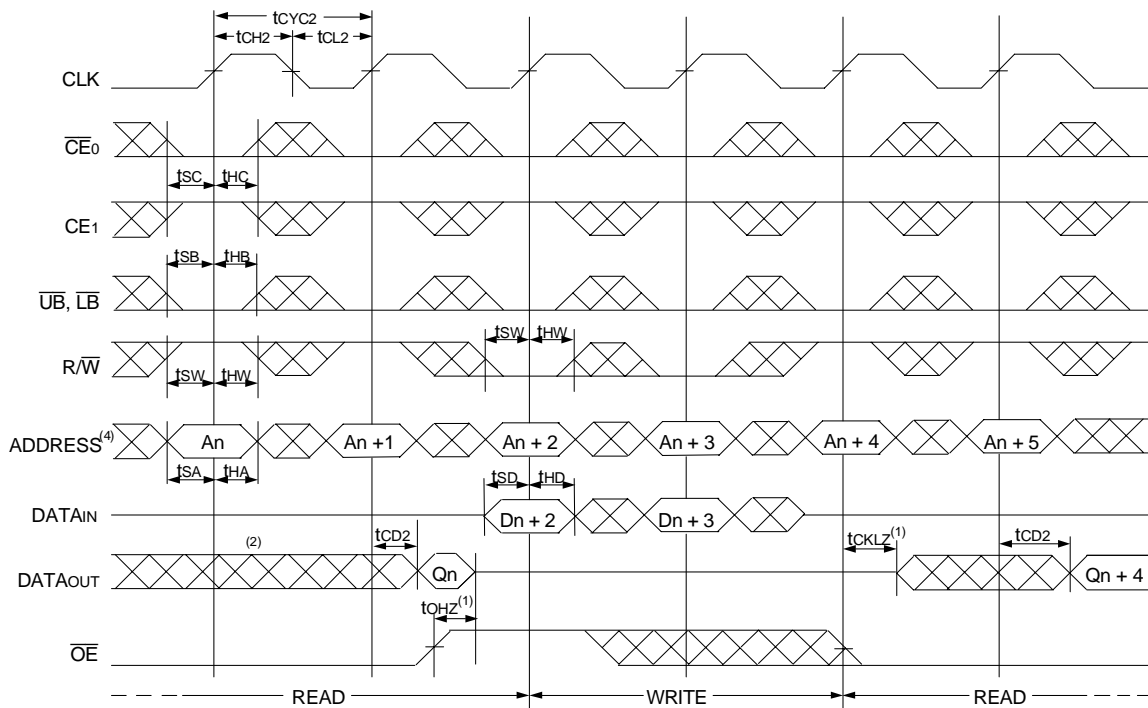 tCYC2
tCH2 tCL2
CLK
CE0
tSC tHC
CE1
tSB tHB
UB, LB
tSW tHW
R/W
tSW tHW
ADDRESS(4) An An +1 An + 2 An + 3 An + 4 An + 5
tSA tHA tSD tHD
DATAIN Dn + 2 Dn + 3
(2) tCD2 tCKLZ(1) tCD2
DATAOUT Qn Qn + 4
tOHZ(1)
OE
READ WRITE READ